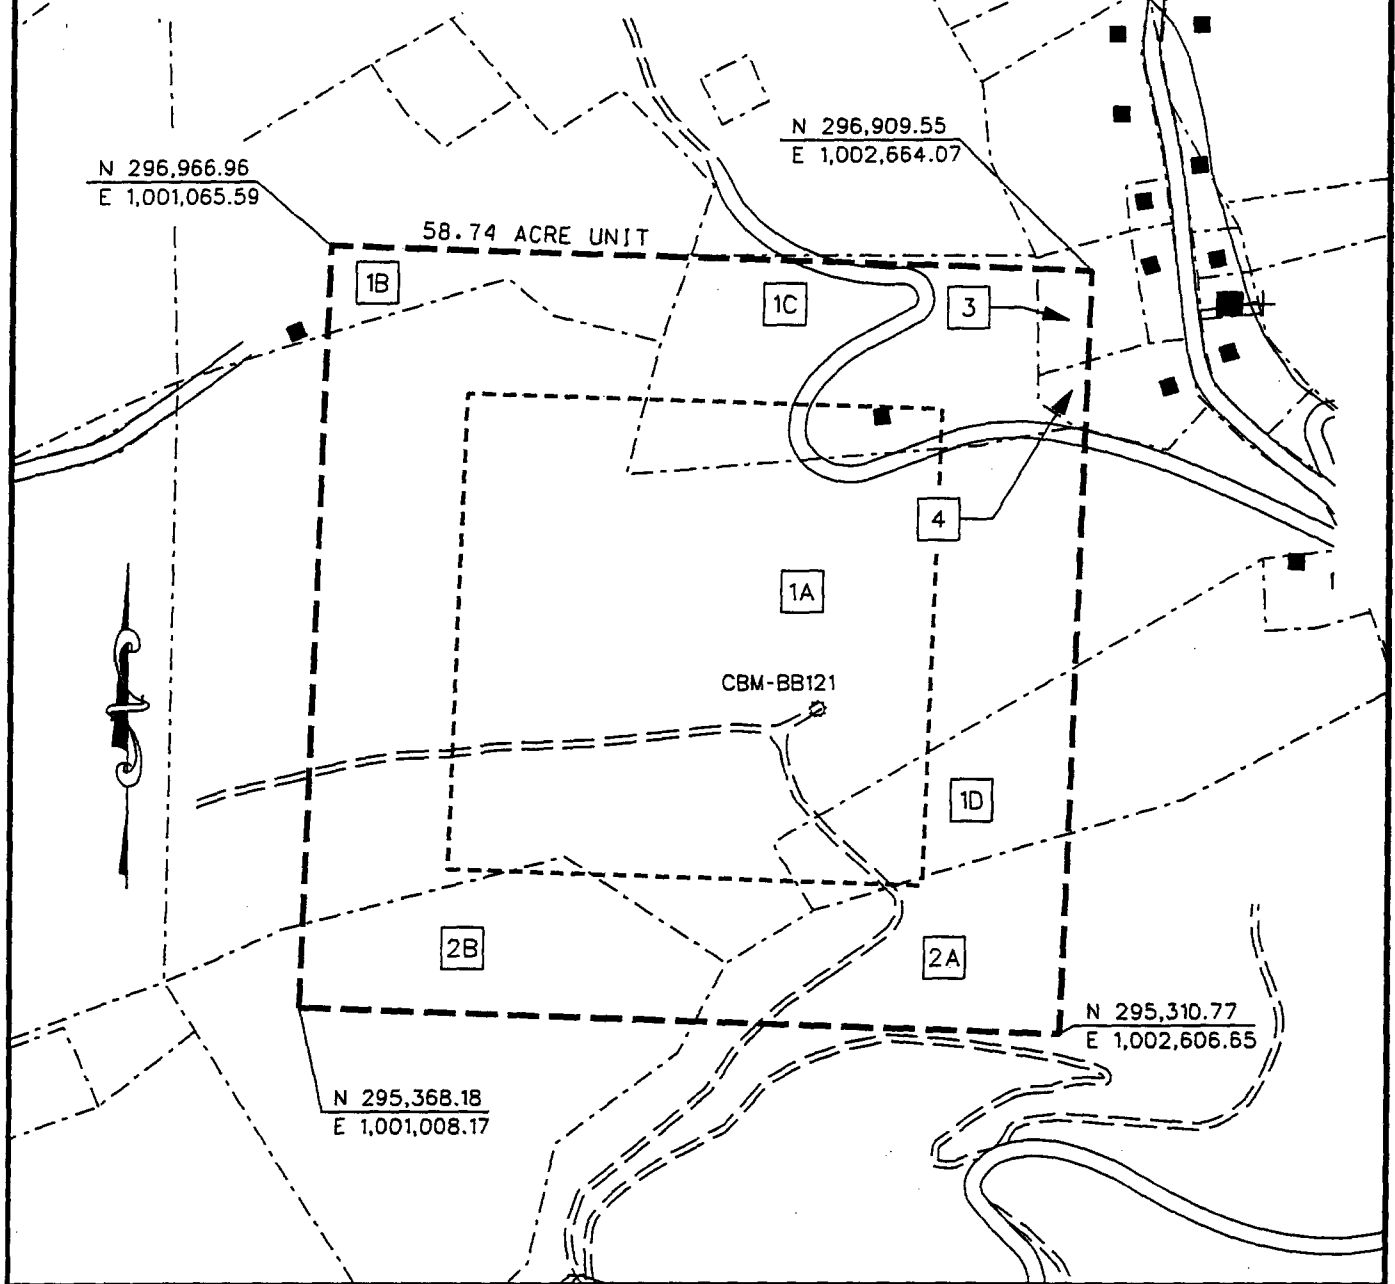 N 296,909.55
E 1,002,664.07
N 296,966.96
E 1,001,065.59
58.74 ACRE UNIT
1B
1C
3
4
1A
CBM-BB121
1D
2B
2A
N 295,310.77
E 1,002,606.65
N 295,368.18
E 1,001,008.17